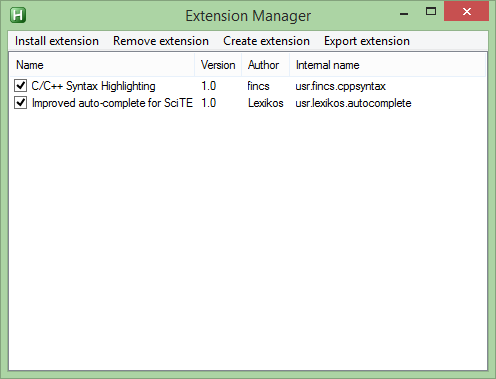 H Extension Manager
Install extension Remove extension Create extension Export extension
Name Version Author Internal name
C/C++ Syntax Highlighting 1.0 fincs usr.fincs.cppsyntax
Improved auto-complete for SciTE 1.0 Lexikos usr.lexikos.autocomplete